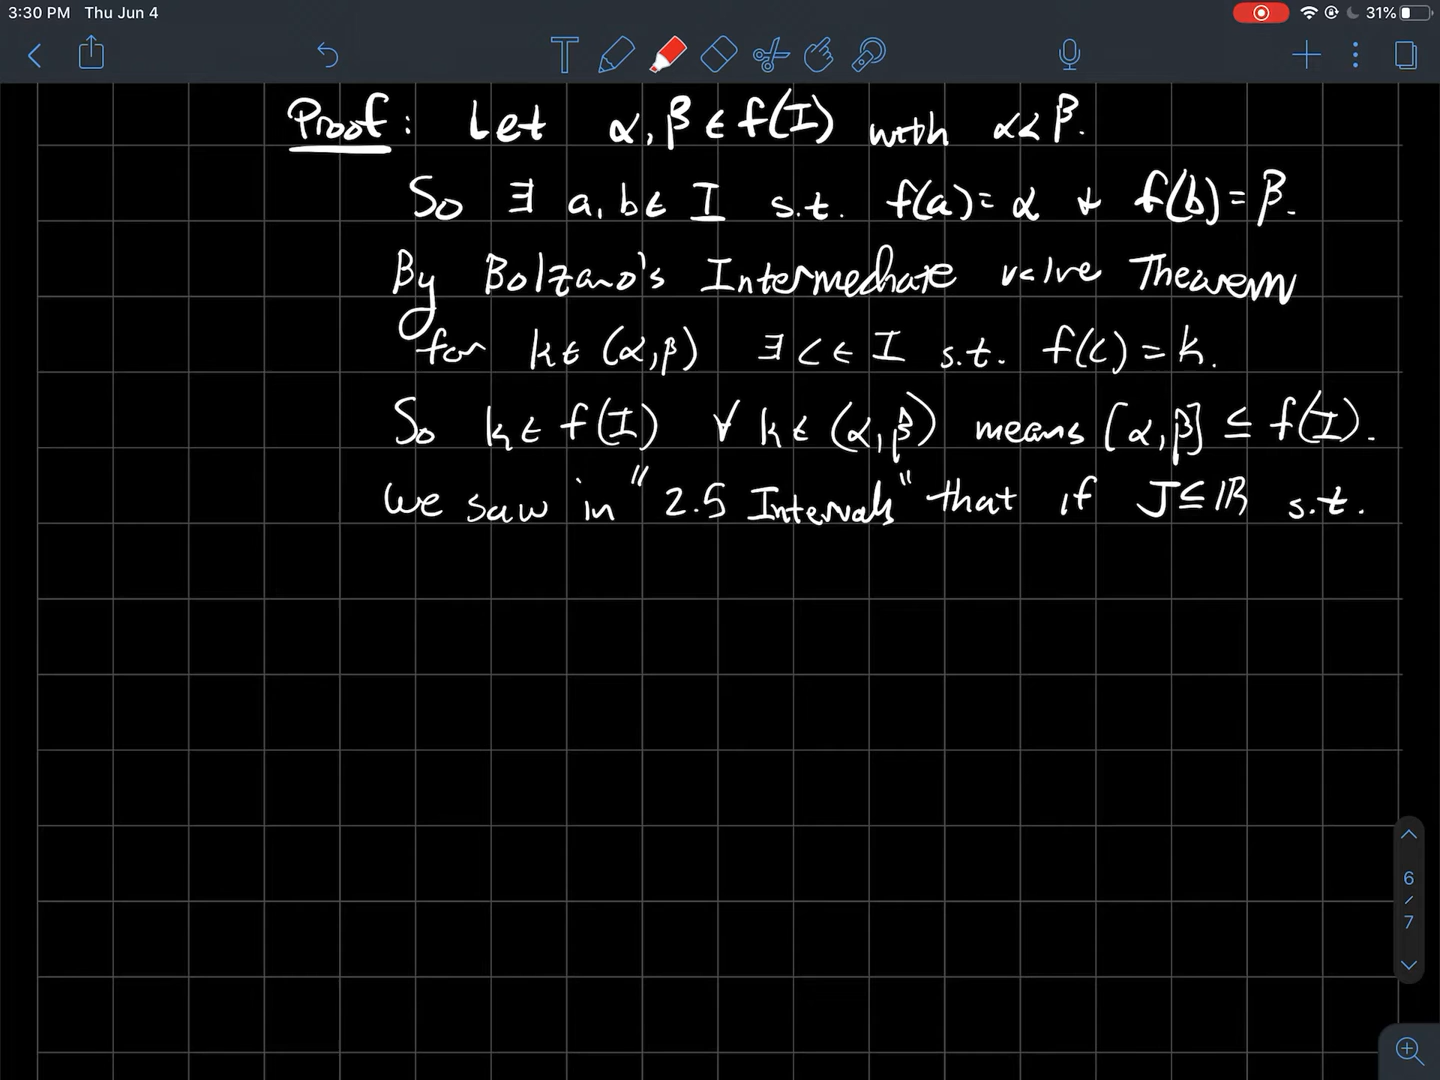 3:30 PM Thu Jun 4
31%
Proof: Let α, β ∈ f(I) with α < β.
So ∃ a, b ∈ I s.t. f(a) = α & f(b) = β.
By Bolzano's Intermediate value Theorem
for k ∈ (α, β) ∃ c ∈ I s.t. f(c) = k.
So k ∈ f(I) ∀ k ∈ (α, β) means [α, β] ⊆ f(I).
We saw in "2.5 Intervals" that if J ⊆ ℝ s.t.
6
/
7